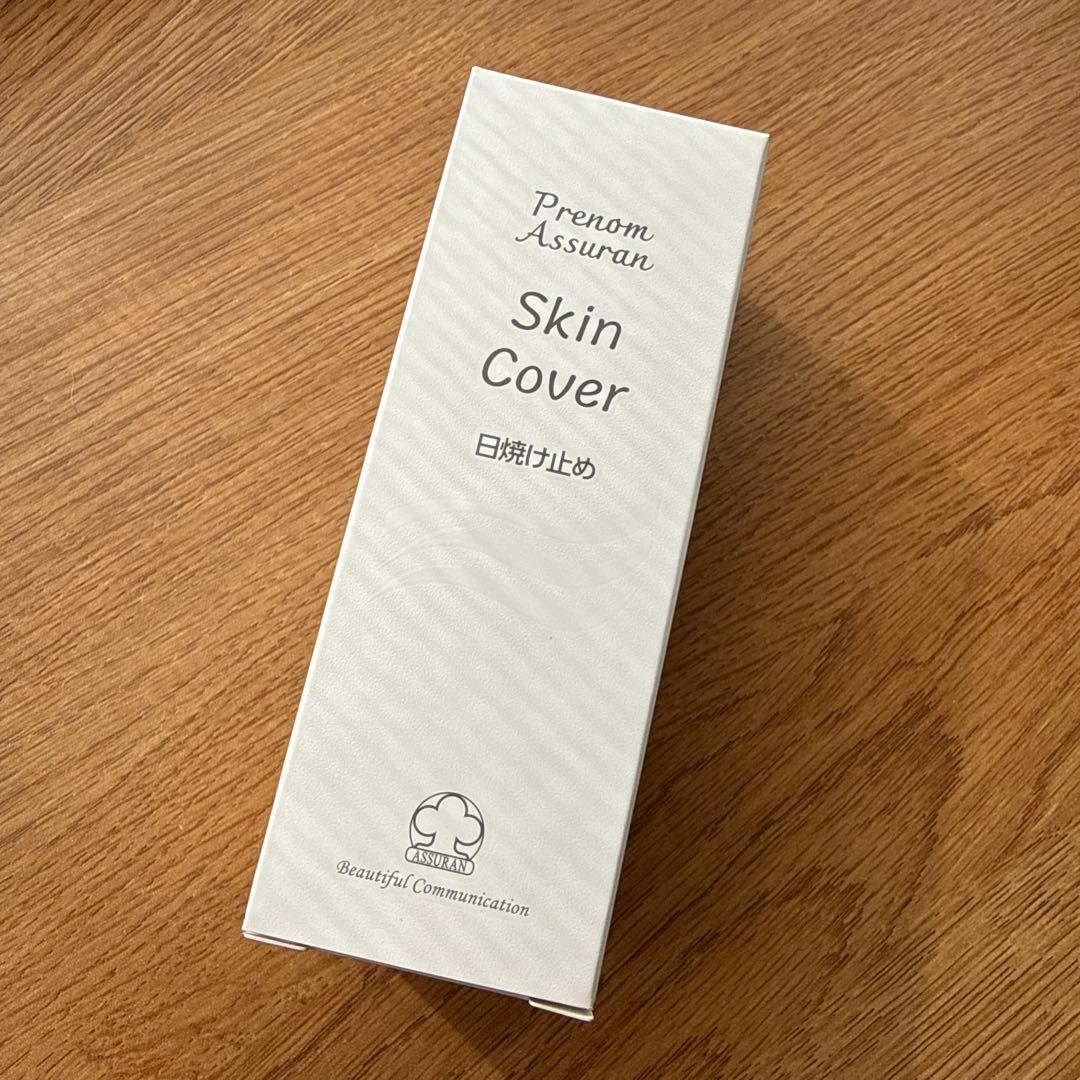 Prenom
Assuran
Skin
Cover
日焼け止め
ASSURAN
Beautiful Communication